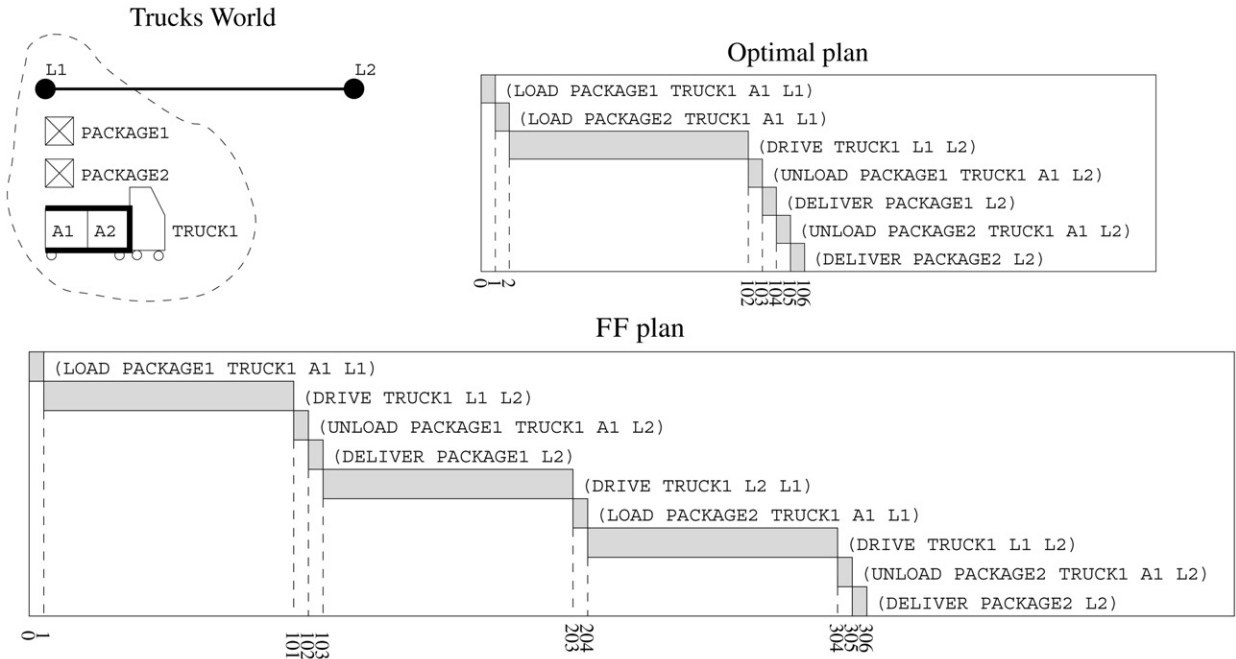 Trucks World
L1
L2
PACKAGE1
PACKAGE2
A1
A2
TRUCK1
Optimal plan
(LOAD PACKAGE1 TRUCK1 A1 L1)
(LOAD PACKAGE2 TRUCK1 A1 L1)
(DRIVE TRUCK1 L1 L2)
(UNLOAD PACKAGE1 TRUCK1 A1 L2)
(DELIVER PACKAGE1 L2)
(UNLOAD PACKAGE2 TRUCK1 A1 L2)
(DELIVER PACKAGE2 L2)
0
1
2
102
103
104
105
106
FF plan
(LOAD PACKAGE1 TRUCK1 A1 L1)
(DRIVE TRUCK1 L1 L2)
(UNLOAD PACKAGE1 TRUCK1 A1 L2)
(DELIVER PACKAGE1 L2)
(DRIVE TRUCK1 L2 L1)
(LOAD PACKAGE2 TRUCK1 A1 L1)
(DRIVE TRUCK1 L1 L2)
(UNLOAD PACKAGE2 TRUCK1 A1 L2)
(DELIVER PACKAGE2 L2)
0
1
101
103
203
204
304
305
306